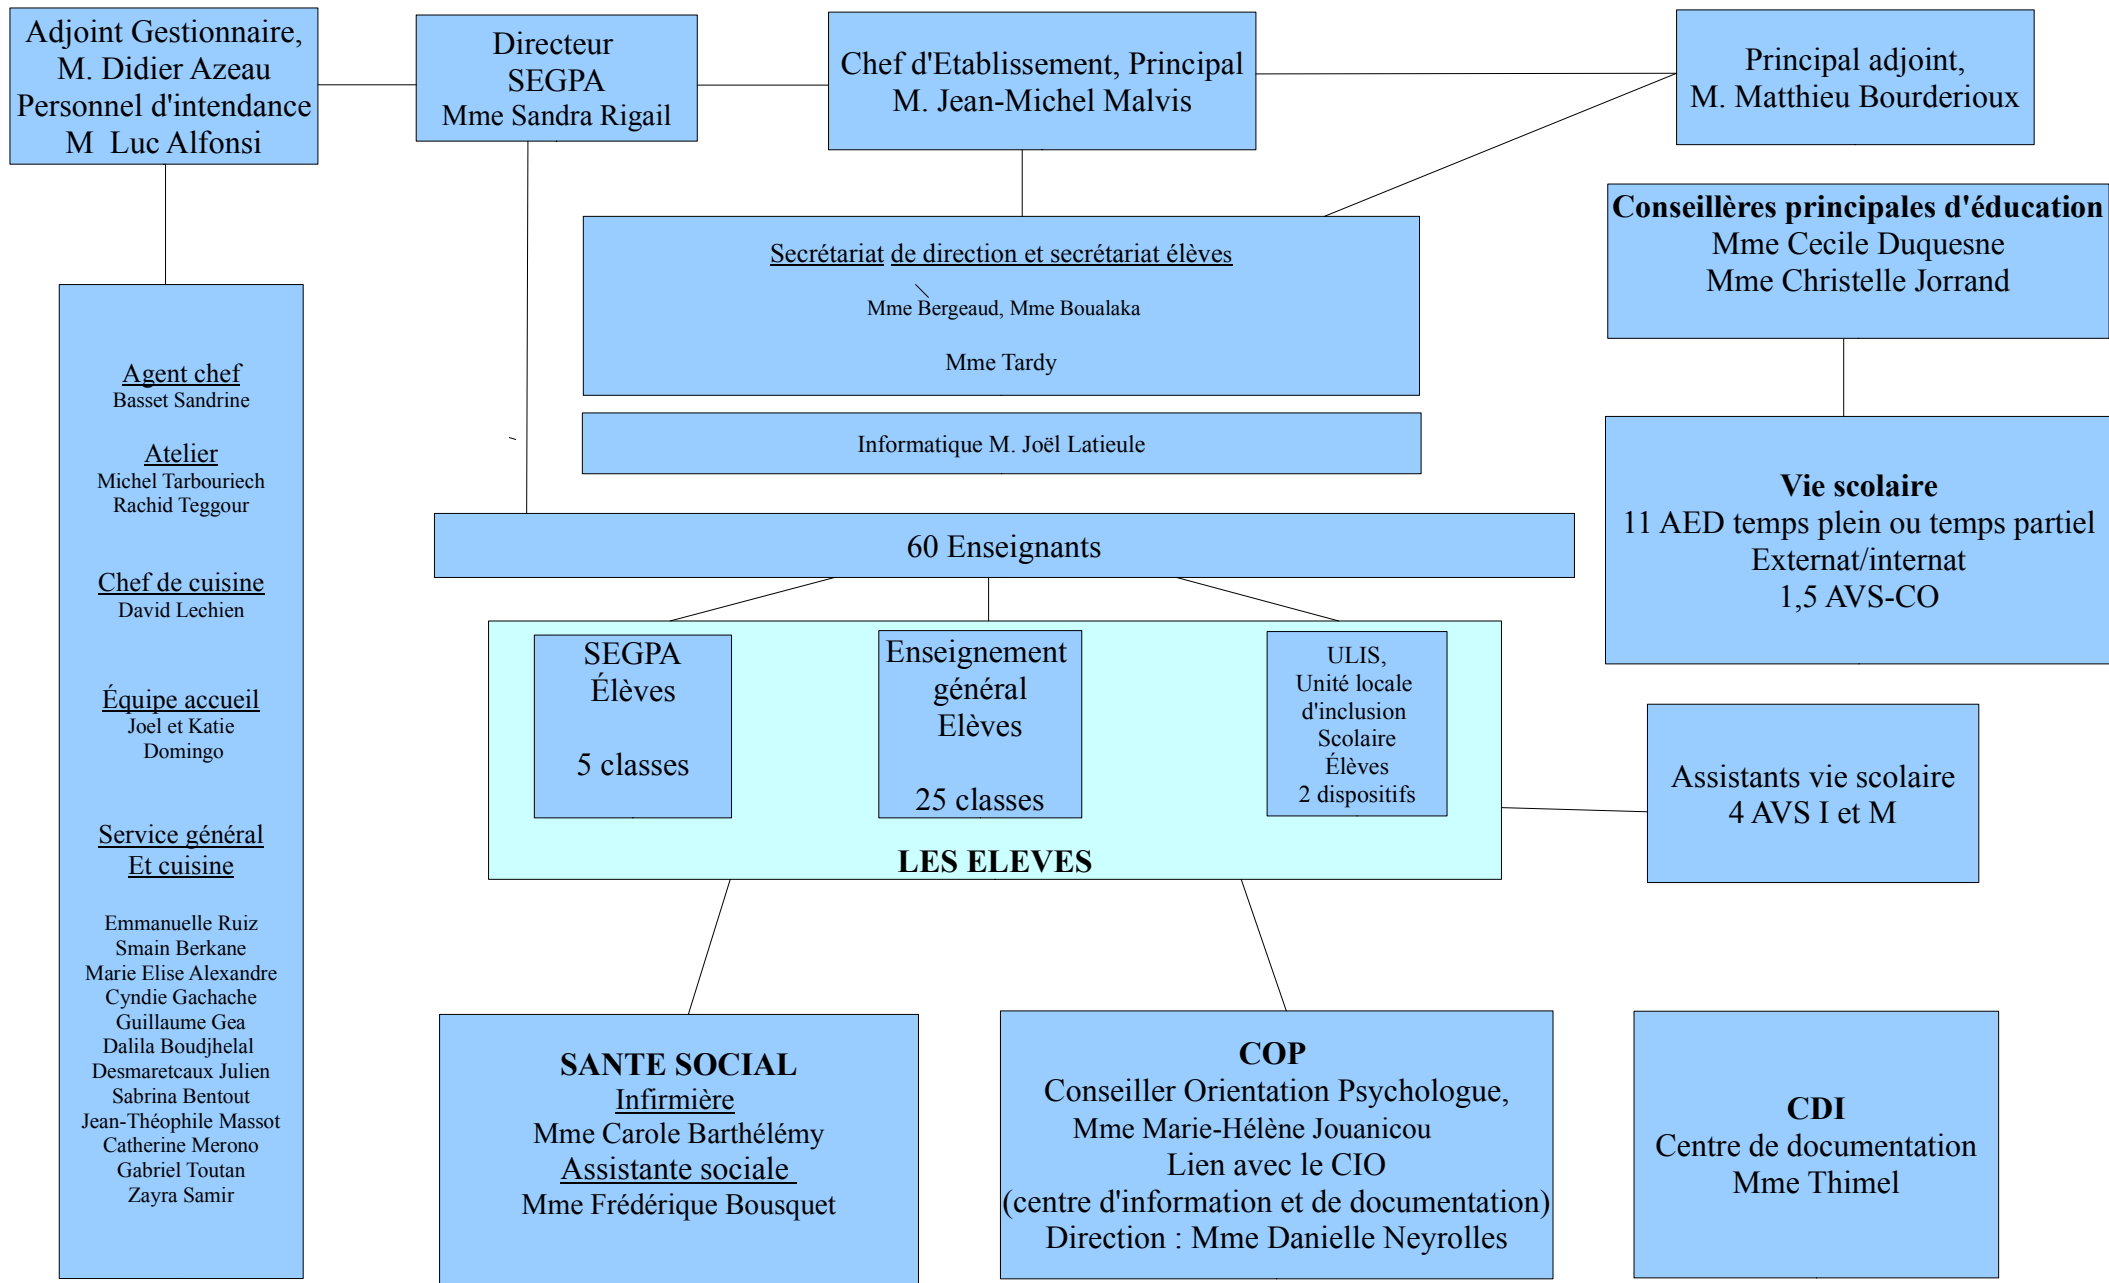 Adjoint Gestionnaire,
M. Didier Azeau
Personnel d'intendance
M  Luc Alfonsi
Directeur
SEGPA
Mme Sandra Rigail
Chef d'Etablissement, Principal
M. Jean-Michel Malvis
Principal adjoint,
M. Matthieu Bourderioux
Conseillères principales d'éducation
Mme Cecile Duquesne
Mme Christelle Jorrand
Secrétariat de direction et secrétariat élèves
Mme Bergeaud, Mme Boualaka
Mme Tardy
Informatique M. Joël Latieule
Agent chef
Basset Sandrine
Atelier
Michel Tarbouriech
Rachid Teggour
Chef de cuisine
David Lechien
Équipe accueil
Joel et Katie
Domingo
Service général
Et cuisine
Emmanuelle Ruiz
Smain Berkane
Marie Elise Alexandre
Cyndie Gachache
Guillaume Gea
Dalila Boudjhelal
Desmaretcaux Julien
Sabrina Bentout
Jean-Théophile Massot
Catherine Merono
Gabriel Toutan
Zayra Samir
Vie scolaire
11 AED temps plein ou temps partiel
Externat/internat
1,5 AVS-CO
60 Enseignants
SEGPA
Élèves
5 classes
Enseignement
général
Elèves
25 classes
ULIS,
Unité locale
d'inclusion
Scolaire
Élèves
2 dispositifs
LES ELEVES
Assistants vie scolaire
4 AVS I et M
SANTE SOCIAL
Infirmière
Mme Carole Barthélémy
Assistante sociale
Mme Frédérique Bousquet
COP
Conseiller Orientation Psychologue,
Mme Marie-Hélène Jouanicou
Lien avec le CIO
(centre d'information et de documentation)
Direction : Mme Danielle Neyrolles
CDI
Centre de documentation
Mme Thimel